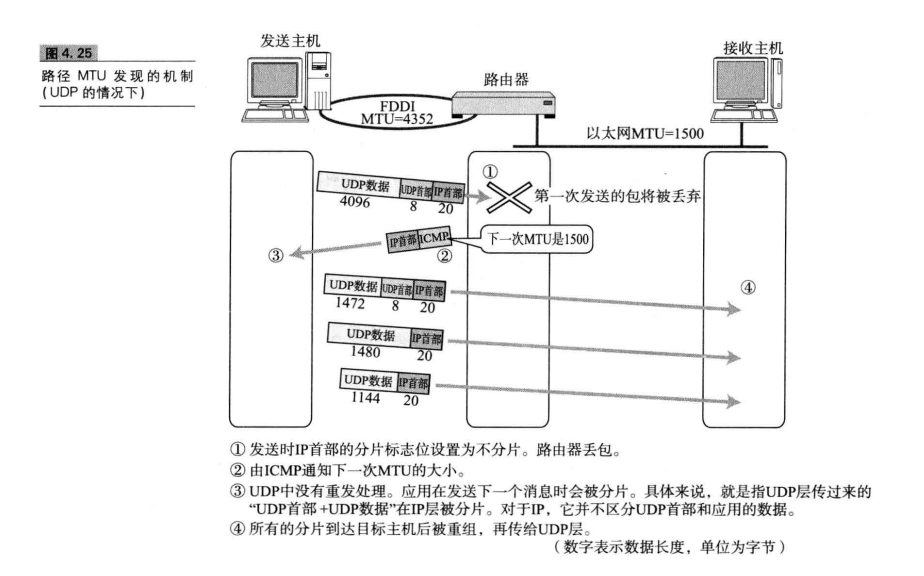 图 4.25
路径 MTU 发现的机制
(UDP 的情况下)
发送主机
接收主机
路由器
FDDI
MTU=4352
以太网MTU=1500
①
UDP数据 UDP首部 IP首部
4096 8 20
第一次发送的包将被丢弃
IP首部 ICMP
②
下一次MTU是1500
③
④
UDP数据 UDP首部 IP首部
1472 8 20
UDP数据 IP首部
1480 20
UDP数据 IP首部
1144 20
① 发送时IP首部的分片标志位设置为不分片。路由器丢包。
② 由ICMP通知下一次MTU的大小。
③ UDP中没有重发处理。应用在发送下一个消息时会被分片。具体来说，就是指UDP层传过来的
“UDP首部+UDP数据”在IP层被分片。对于IP，它并不区分UDP首部和应用的数据。
④ 所有的分片到达目标主机后被重组，再传给UDP层。
（数字表示数据长度，单位为字节）